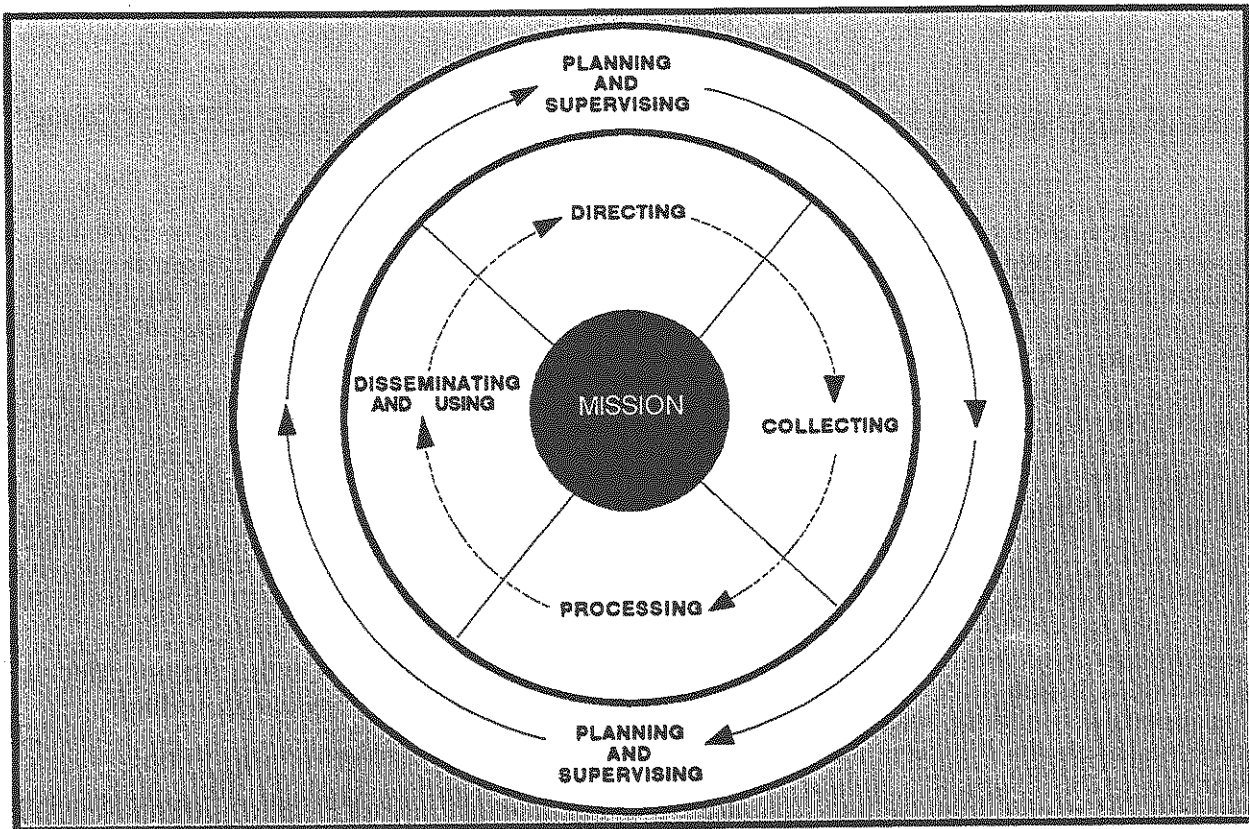 PLANNING
AND
SUPERVISING
DIRECTING
DISSEMINATING
AND USING
MISSION
COLLECTING
PROCESSING
PLANNING
AND
SUPERVISING